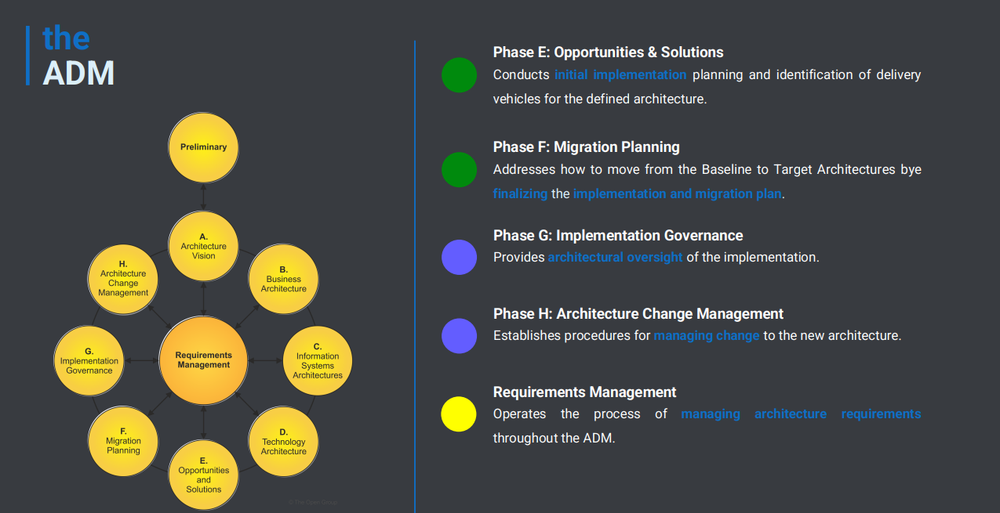 the
ADM
Preliminary
A.
Architecture
Vision
B.
Business
Architecture
C.
Information
Systems
Architectures
D.
Technology
Architecture
E.
Opportunities
and
Solutions
F.
Migration
Planning
G.
Implementation
Governance
H.
Architecture
Change
Management
Requirements
Management
© The Open Group
Phase E: Opportunities & Solutions
Conducts initial implementation planning and identification of delivery
vehicles for the defined architecture.
Phase F: Migration Planning
Addresses how to move from the Baseline to Target Architectures bye
finalizing the implementation and migration plan.
Phase G: Implementation Governance
Provides architectural oversight of the implementation.
Phase H: Architecture Change Management
Establishes procedures for managing change to the new architecture.
Requirements Management
Operates the process of managing architecture requirements
throughout the ADM.